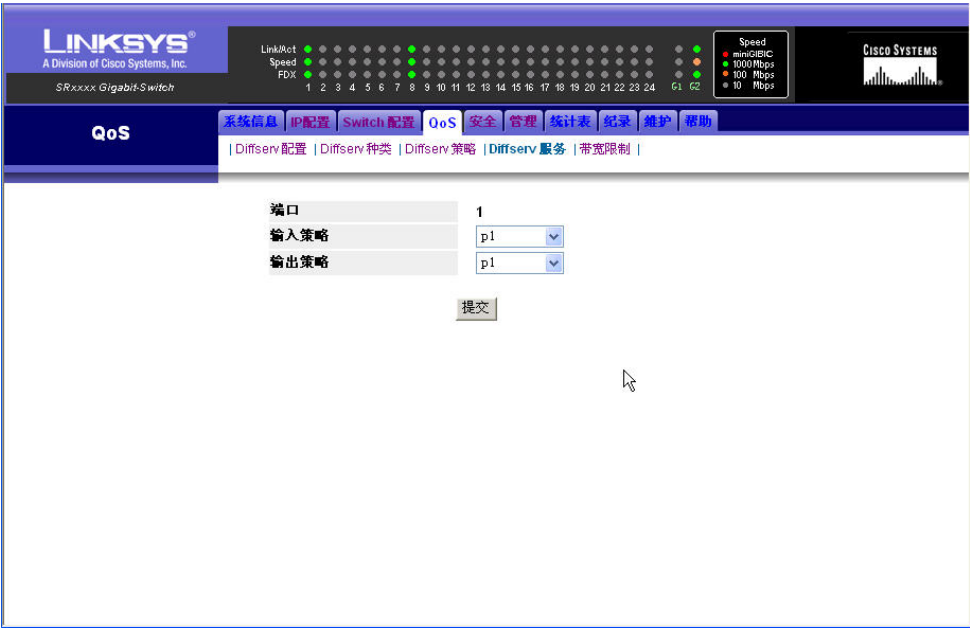 LINKSYS®
A Division of Cisco Systems, Inc.
SRxxxx Gigabit-Switch
Link/Act
Speed
FDX
1 2 3 4 5 6 7 8 9 10 11 12 13 14 15 16 17 18 19 20 21 22 23 24 G1 G2
Speed
miniGIBIC
1000 Mbps
100 Mbps
10 Mbps
CISCO SYSTEMS
QoS
系统信息 IP配置 Switch 配置 QoS 安全 管理 统计表 纪录 维护 帮助
| Diffserv 配置 | Diffserv 种类 | Diffserv 策略 | Diffserv 服务 | 带宽限制 |
端口 1
输入策略 p1
输出策略 p1
提交